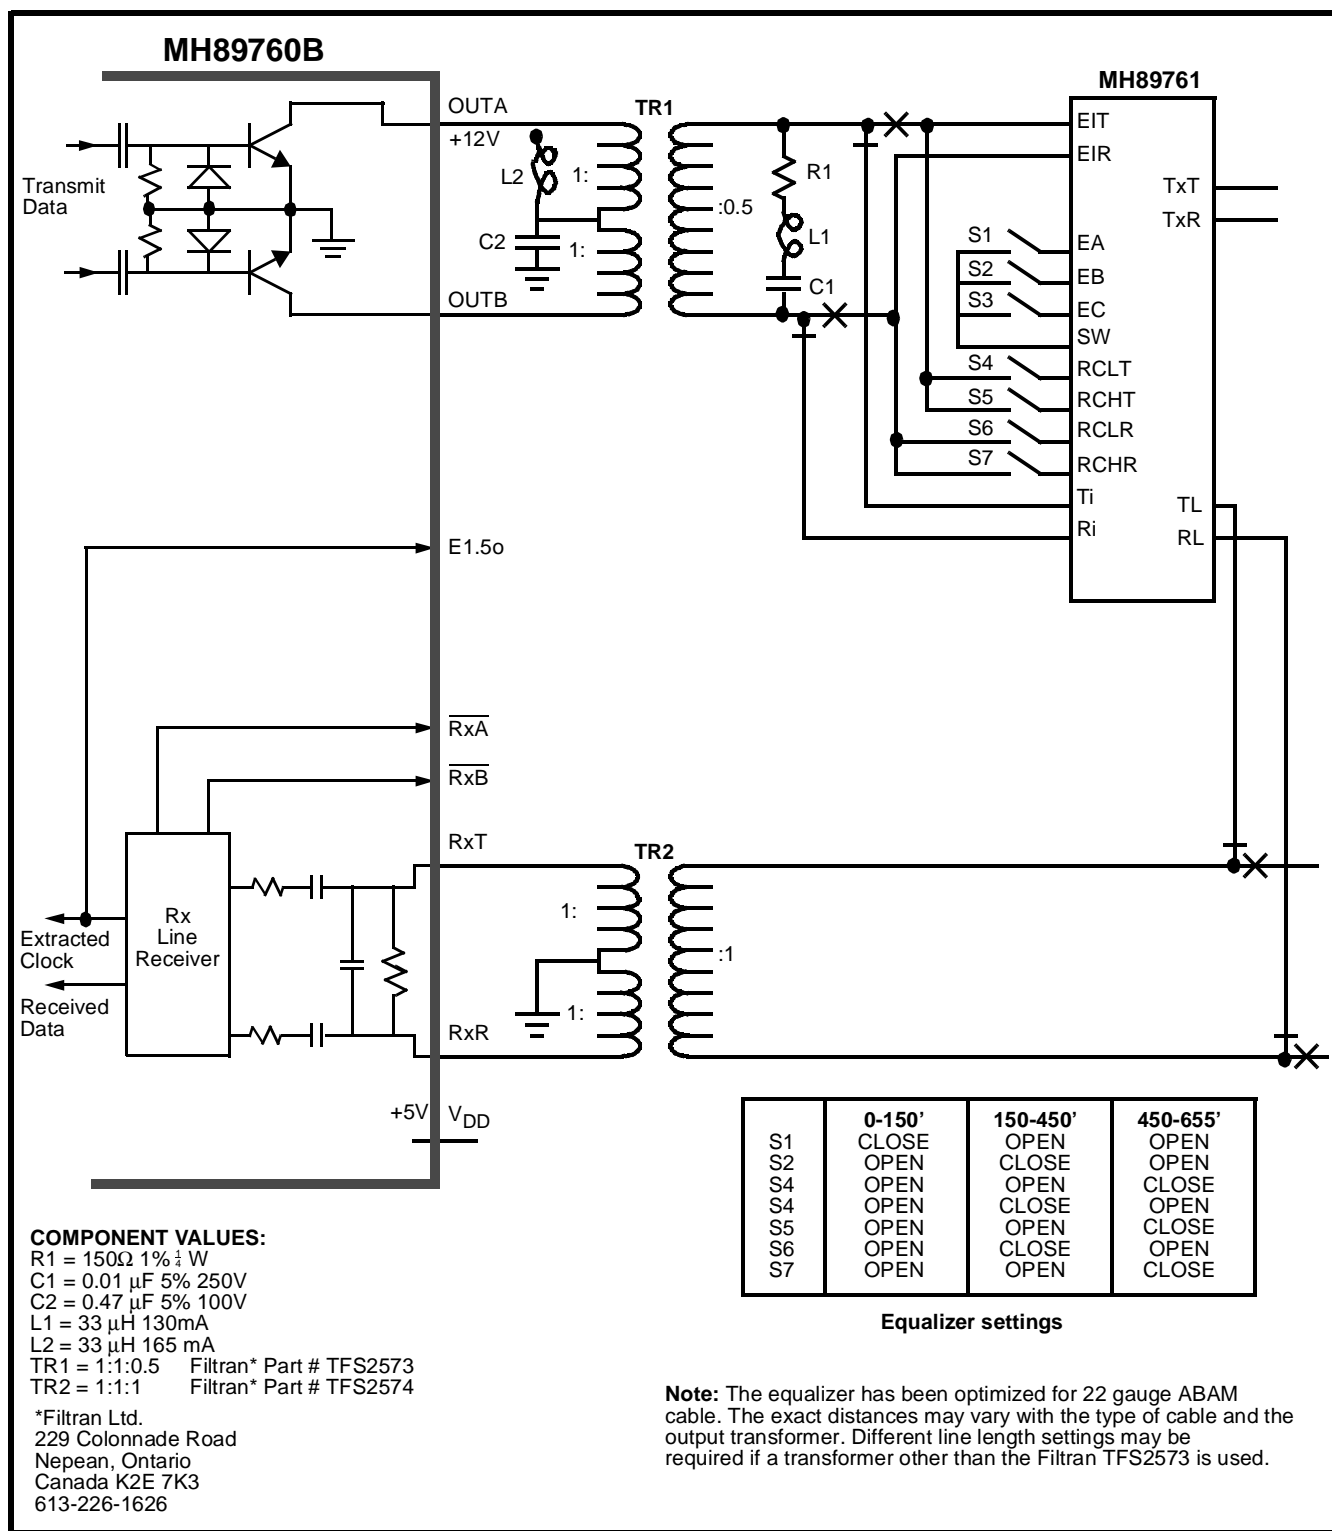 MH89760B
MH89761
OUTA
+12V
TR1
EIT
EIR
Transmit
Data
L2
1:
:0.5
R1
L1
TxT
TxR
C2
1:
C1
S1
EA
S2
EB
S3
EC
SW
OUTB
S4
RCLT
S5
RCHT
S6
RCLR
S7
RCHR
Ti
Ri
TL
RL
E1.5o
RxA
RxB
RxT
TR2
Rx
Line
Receiver
Extracted
Clock
Received
Data
1:
:1
1:
RxR
+5V
VDD
0-150' 150-450' 450-655'
S1 CLOSE OPEN OPEN
S2 OPEN CLOSE OPEN
S4 OPEN OPEN CLOSE
S4 OPEN CLOSE OPEN
S5 OPEN OPEN CLOSE
S6 OPEN CLOSE OPEN
S7 OPEN OPEN CLOSE
Equalizer settings
COMPONENT VALUES:
R1 = 150Ω 1% ¼ W
C1 = 0.01 μF 5% 250V
C2 = 0.47 μF 5% 100V
L1 = 33 μH 130mA
L2 = 33 μH 165 mA
TR1 = 1:1:0.5 Filtran* Part # TFS2573
TR2 = 1:1:1 Filtran* Part # TFS2574
*Filtran Ltd.
229 Colonnade Road
Nepean, Ontario
Canada K2E 7K3
613-226-1626
Note: The equalizer has been optimized for 22 gauge ABAM
cable. The exact distances may vary with the type of cable and the
output transformer. Different line length settings may be
required if a transformer other than the Filtran TFS2573 is used.